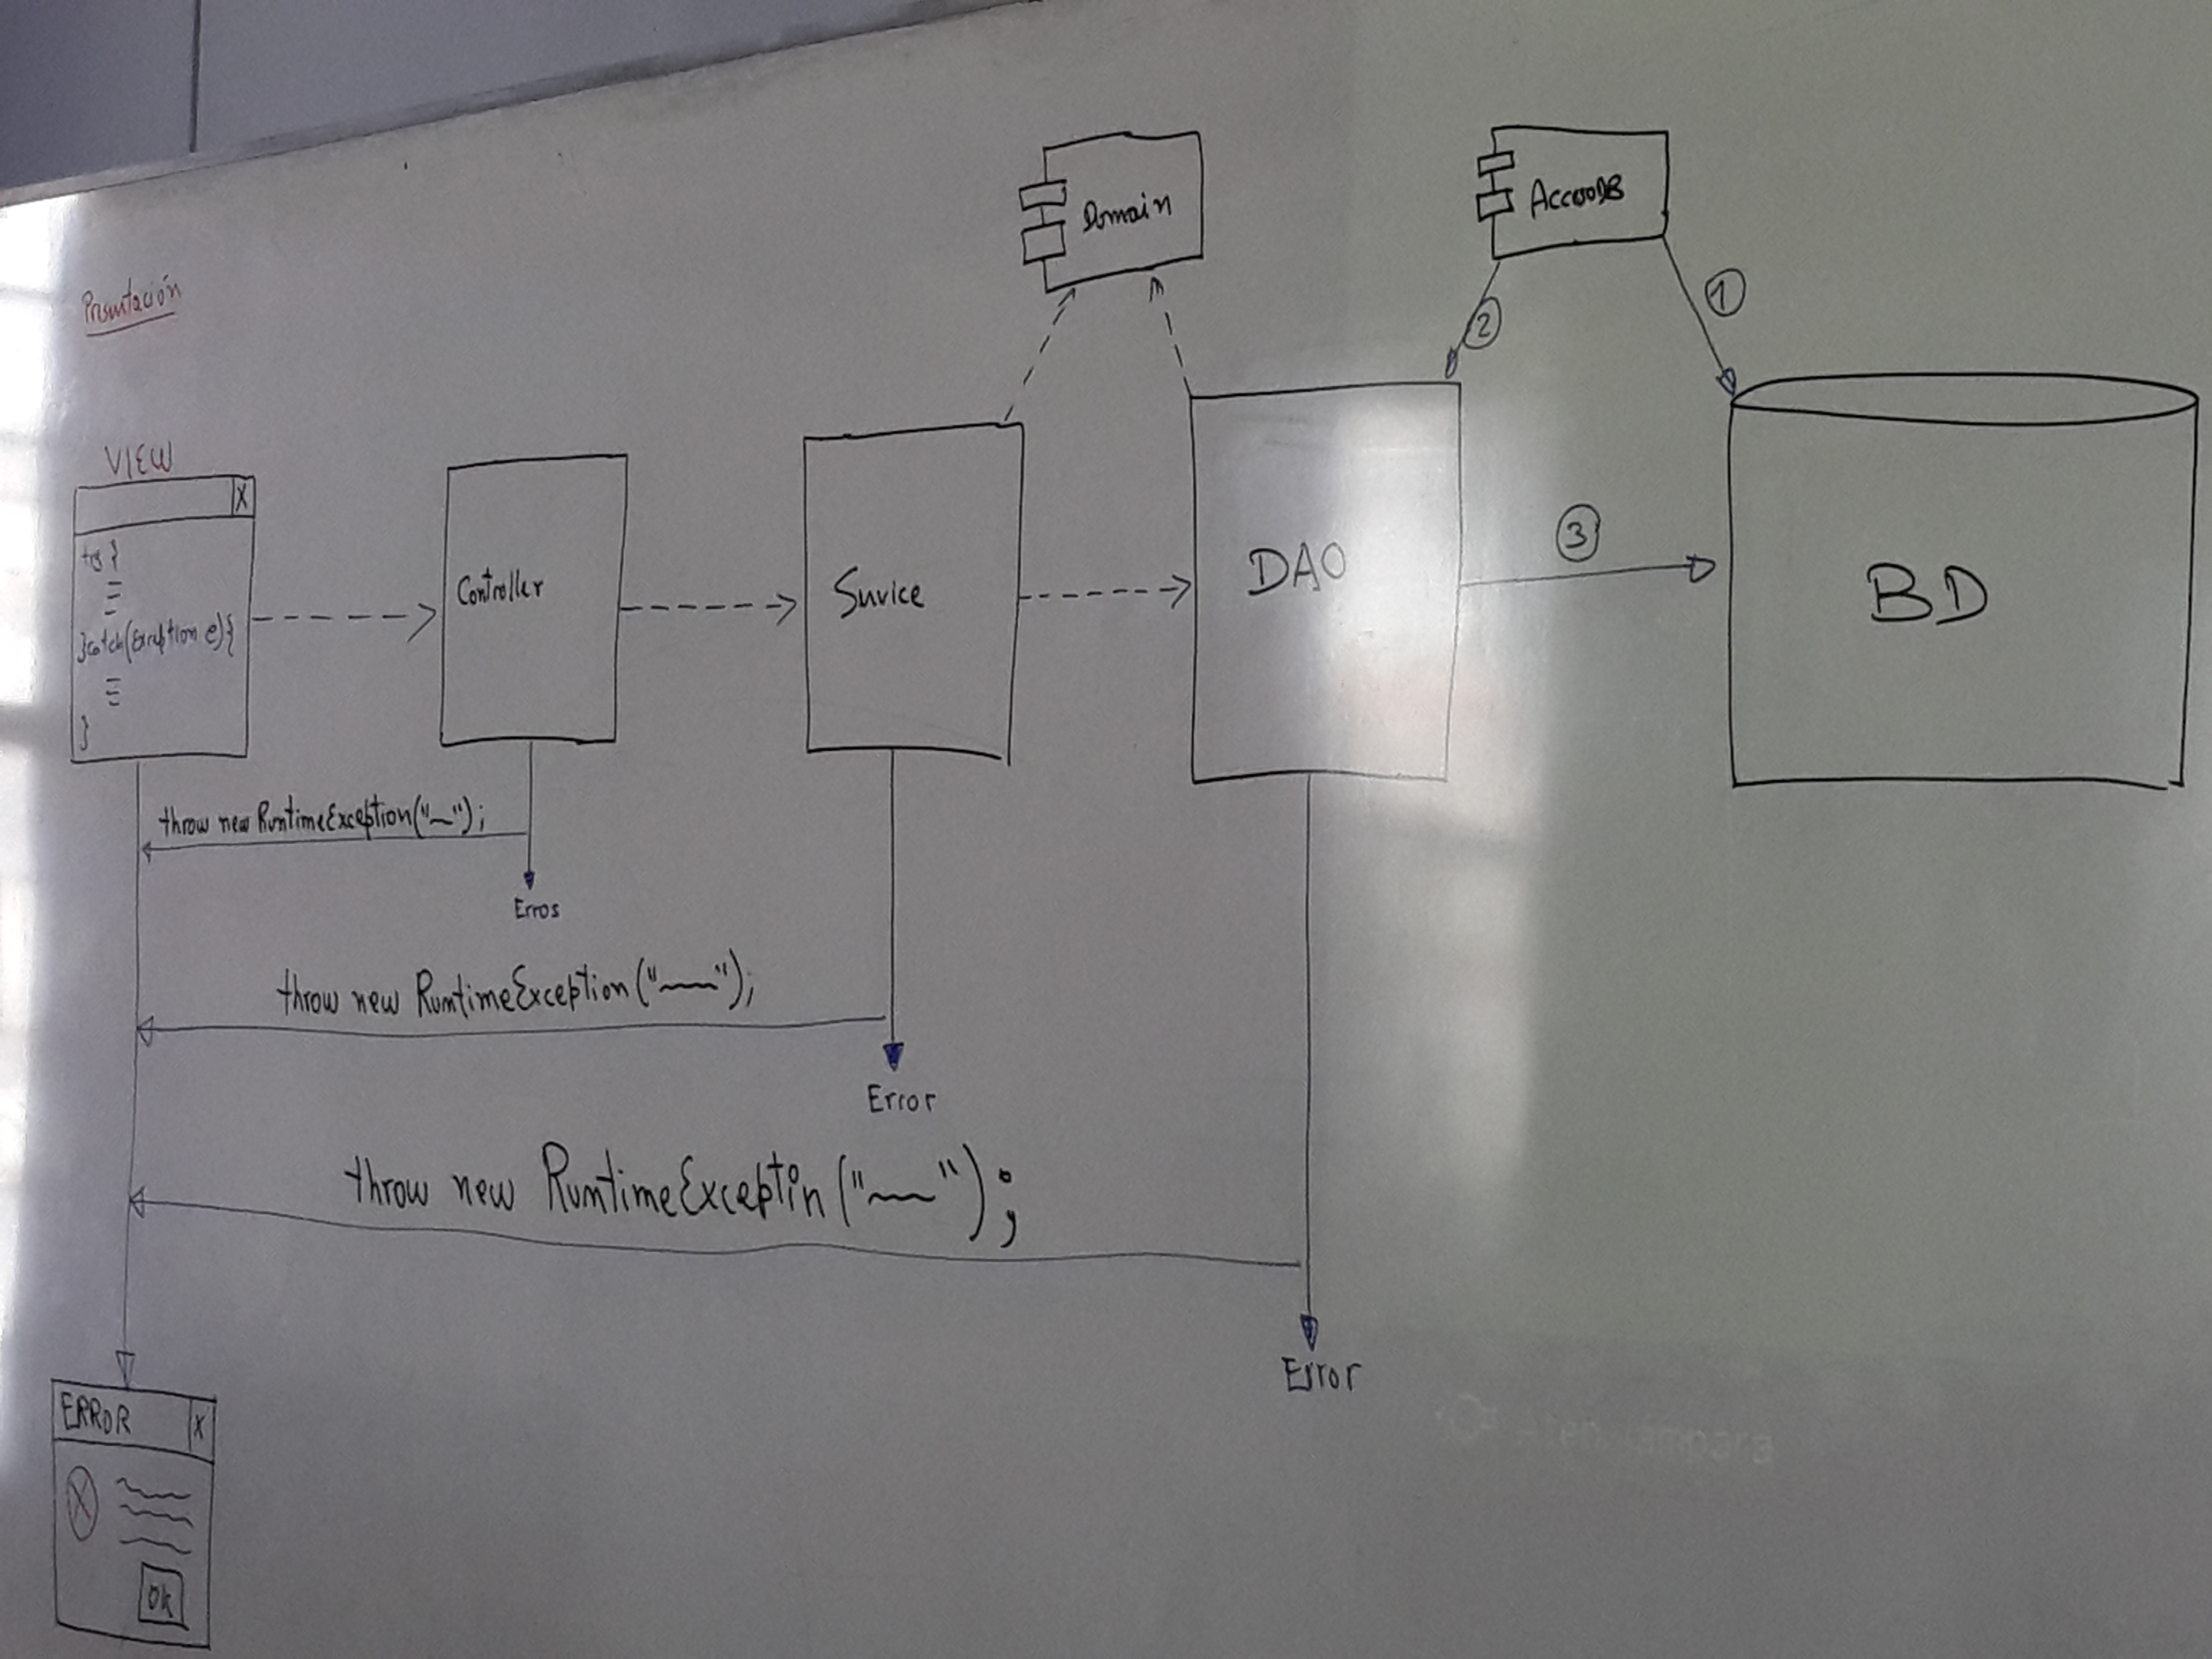 Presentación
VIEW
X
try }
}catch(Exception e){
}
Controller
Service
Domain
DAO
AccesoDB
1
2
3
BD
throw new RuntimeException("~");
Erros
throw new RuntimeException("~");
Error
throw new RuntimeExceptin("~");
Error
ERROR
X
X
OK